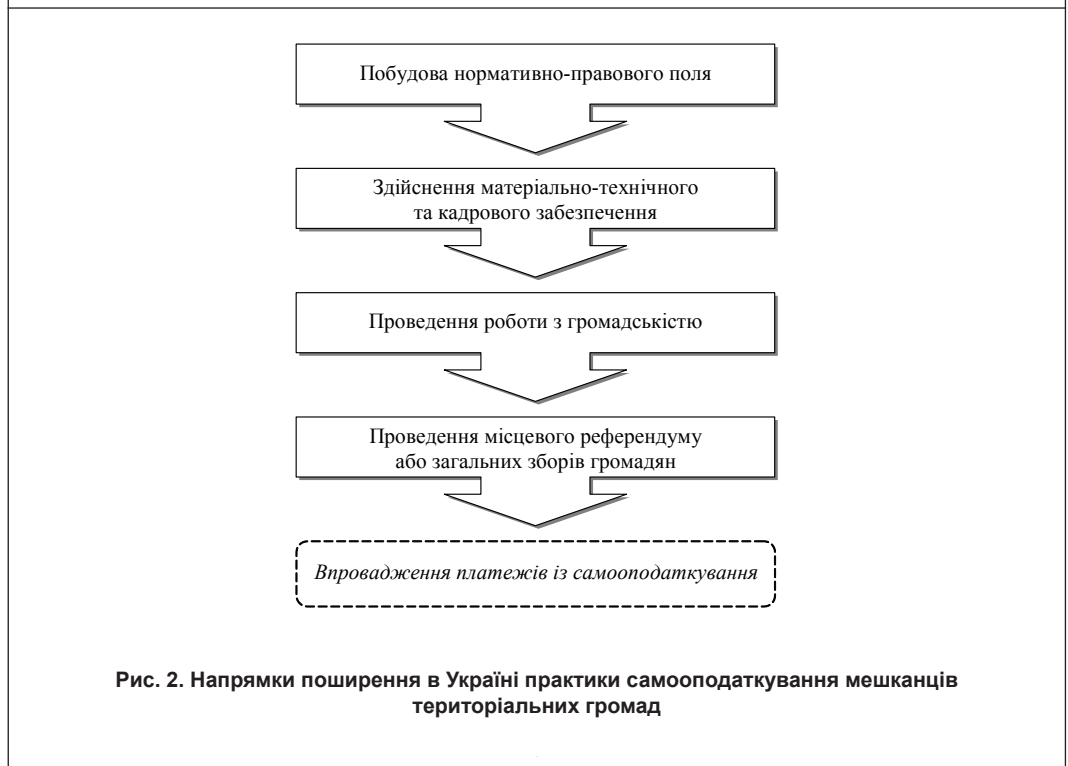 Побудова нормативно-правового поля
Здійснення матеріально-технічного
та кадрового забезпечення
Проведення роботи з громадськістю
Проведення місцевого референдуму
або загальних зборів громадян
Впровадження платежів із самооподаткування
Рис. 2. Напрямки поширення в Україні практики самооподаткування мешканців
територіальних громад